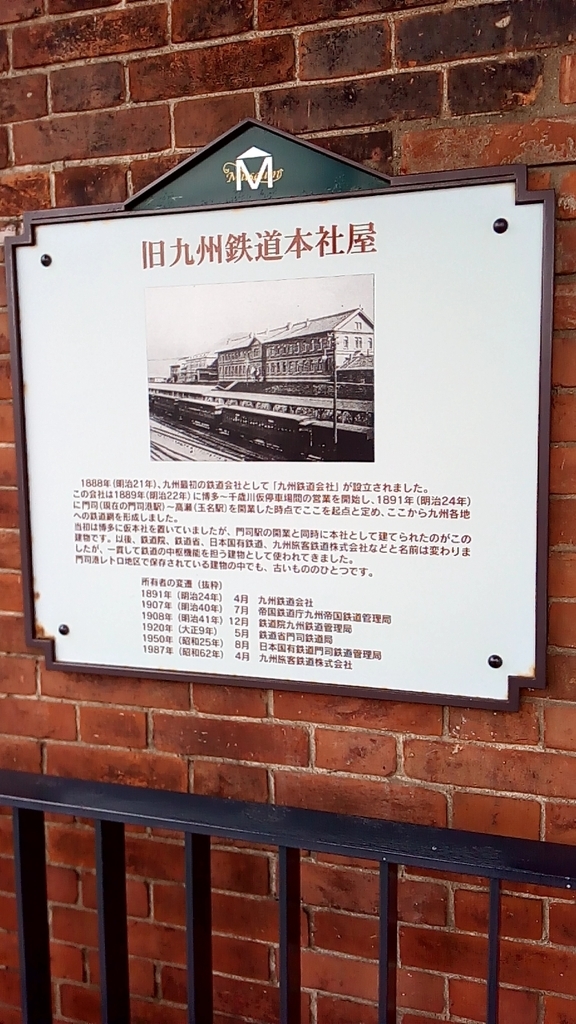 M
旧九州鉄道本社屋
1888年(明治21年)、九州最初の鉄道会社として「九州鉄道会社」が設立されました。
この会社は1889年(明治22年)に博多～千歳川仮停車場間の営業を開始し、1891年(明治24年)
に門司(現在の門司港駅)～高瀬(玉名駅)を開業した時点でここを起点と定め、ここから九州各地
への鉄道網を形成しました。
当初は博多に仮本社を置いていましたが、門司駅の開業と同時に本社として建てられたのがこの
建物です。以後、鉄道院、鉄道省、日本国有鉄道、九州旅客鉄道株式会社などと名前は変わりま
したが、一貫して鉄道の中枢機能を担う建物として使われてきました。
門司港レトロ地区で保存されている建物の中でも、古いもののひとつです。
所有者の変遷(抜粋)
1891年(明治24年) 4月 九州鉄道会社
1907年(明治40年) 7月 帝国鉄道庁九州帝国鉄道管理局
1908年(明治41年) 12月 鉄道院九州鉄道管理局
1920年(大正9年) 5月 鉄道省門司鉄道局
1950年(昭和25年) 8月 日本国有鉄道門司鉄道管理局
1987年(昭和62年) 4月 九州旅客鉄道株式会社